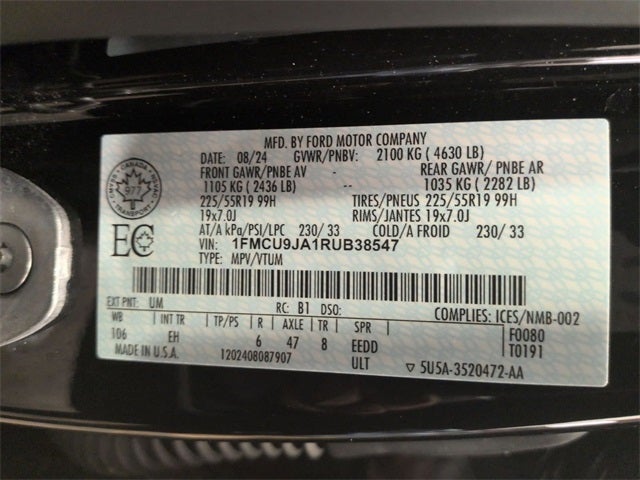 MFD. BY FORD MOTOR COMPANY
DATE: 08/24 GVWR/PNBV: 2100 KG ( 4630 LB)
FRONT GAWR/PNBE AV REAR GAWR/ PNBE AR
1105 KG ( 2436 LB) -- 1035 KG ( 2282 LB)
225/55R19 99H TIRES/PNEUS 225/55R19 99H
19x7.0J RIMS/JANTES 19x7.0J
AT/A kPa/PSI/LPC 230/ 33 COLD/A FROID 230/ 33
VIN: 1FMCU9JA1RUB38547
TYPE: MPV/VTUM
CANADA
977
TRANSPORT
EC
EXT PNT: UM RC: B1 DSO: COMPLIES: ICES/NMB-002
WB INT TR TP/PS R AXLE TR SPR F0080
106 EH 6 47 8 EEDD T0191
MADE IN U.S.A. 1202408087907 ULT ▽ 5U5A-3520472-AA